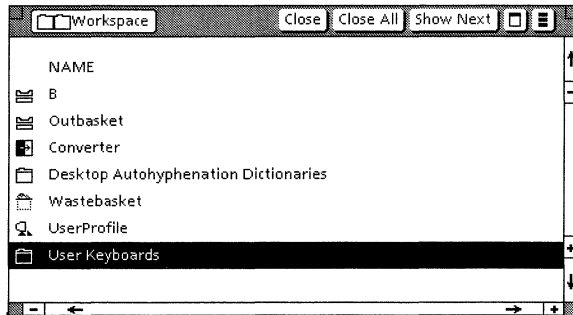 Workspace Close Close All Show Next
NAME
B
Outbasket
Converter
Desktop Autohyphenation Dictionaries
Wastebasket
UserProfile
User Keyboards